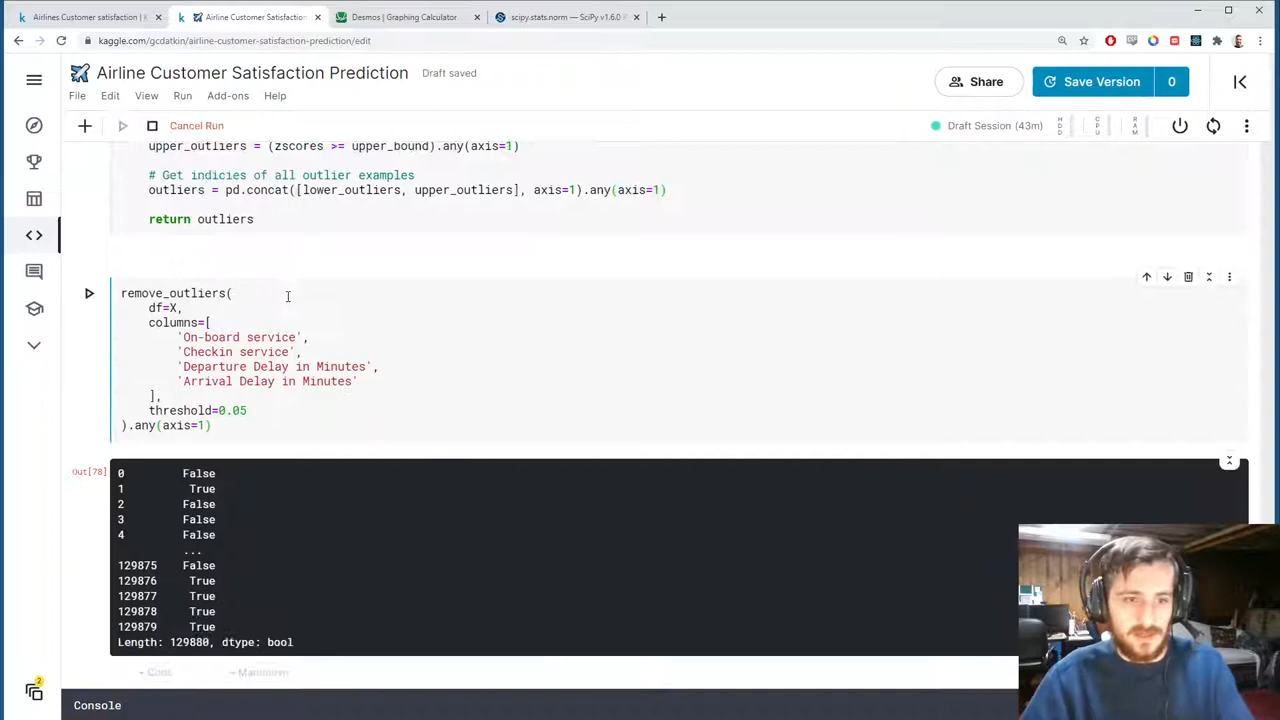 Airlines Customer satisfaction | K
Airline Customer Satisfaction
Desmos | Graphing Calculator
scipy.stats.norm — SciPy v1.6.0
kaggle.com/gcdatkin/airline-customer-satisfaction-prediction/edit
Airline Customer Satisfaction Prediction
Draft saved
Share
Save Version
0
File
Edit
View
Run
Add-ons
Help
Cancel Run
Draft Session (43m)
HDD
CPU
RAM
upper_outliers = (zscores >= upper_bound).any(axis=1)
# Get indicies of all outlier examples
outliers = pd.concat([lower_outliers, upper_outliers], axis=1).any(axis=1)
return outliers
remove_outliers(
df=X,
columns=[
'On-board service',
'Checkin service',
'Departure Delay in Minutes',
'Arrival Delay in Minutes'
],
threshold=0.05
).any(axis=1)
Out[78]
0 False
1 True
2 False
3 False
4 False
...
129875 False
129876 True
129877 True
129878 True
129879 True
Length: 129880, dtype: bool
2
Console